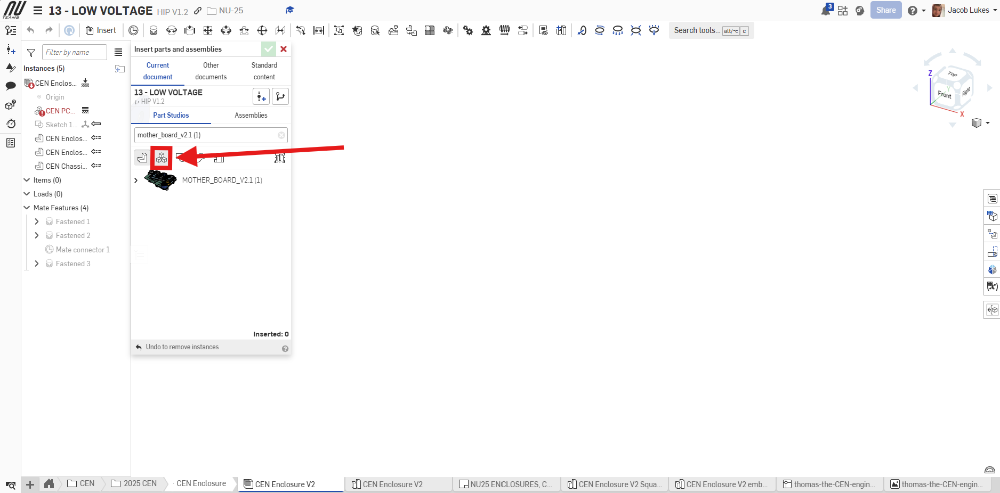 NU
TEAMS
13 - LOW VOLTAGE HIP V1.2 NU-25
3
Share
Jacob Lukes
Insert
Search tools... alt/⌥ c
Filter by name
Instances (5)
CEN Enclos...
Origin
CEN PC...
Sketch 1...
CEN Enclos...
CEN Enclos...
CEN Chassi...
Items (0)
Loads (0)
Mate Features (4)
Fastened 1
Fastened 2
Mate connector 1
Fastened 3
Insert parts and assemblies
Current document
Other documents
Standard content
13 - LOW VOLTAGE
HIP V1.2
Part Studios
Assemblies
mother_board_v2.1 (1)
MOTHER_BOARD_V2.1 (1)
Inserted: 0
Undo to remove instances
Z
Top
Y
Front
Right
X
(x)
CEN
2025 CEN
CEN Enclosure
CEN Enclosure V2
CEN Enclosure V2
NU25 ENCLOSURES, C...
CEN Enclosure V2 Squa...
CEN Enclosure V2 emb...
thomas-the-CEN-engin...
thomas-the-CEN-engin...